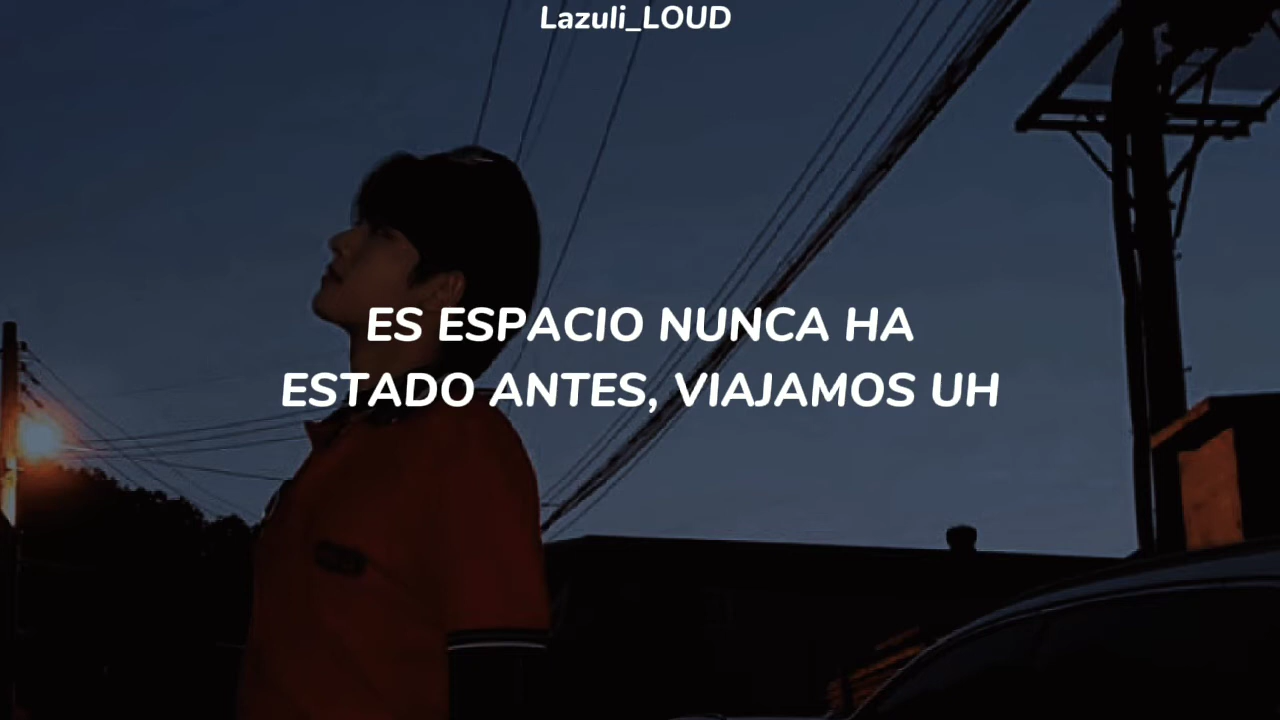 Lazuli_LOUD
ES ESPACIO NUNCA HA
ESTADO ANTES, VIAJAMOS UH